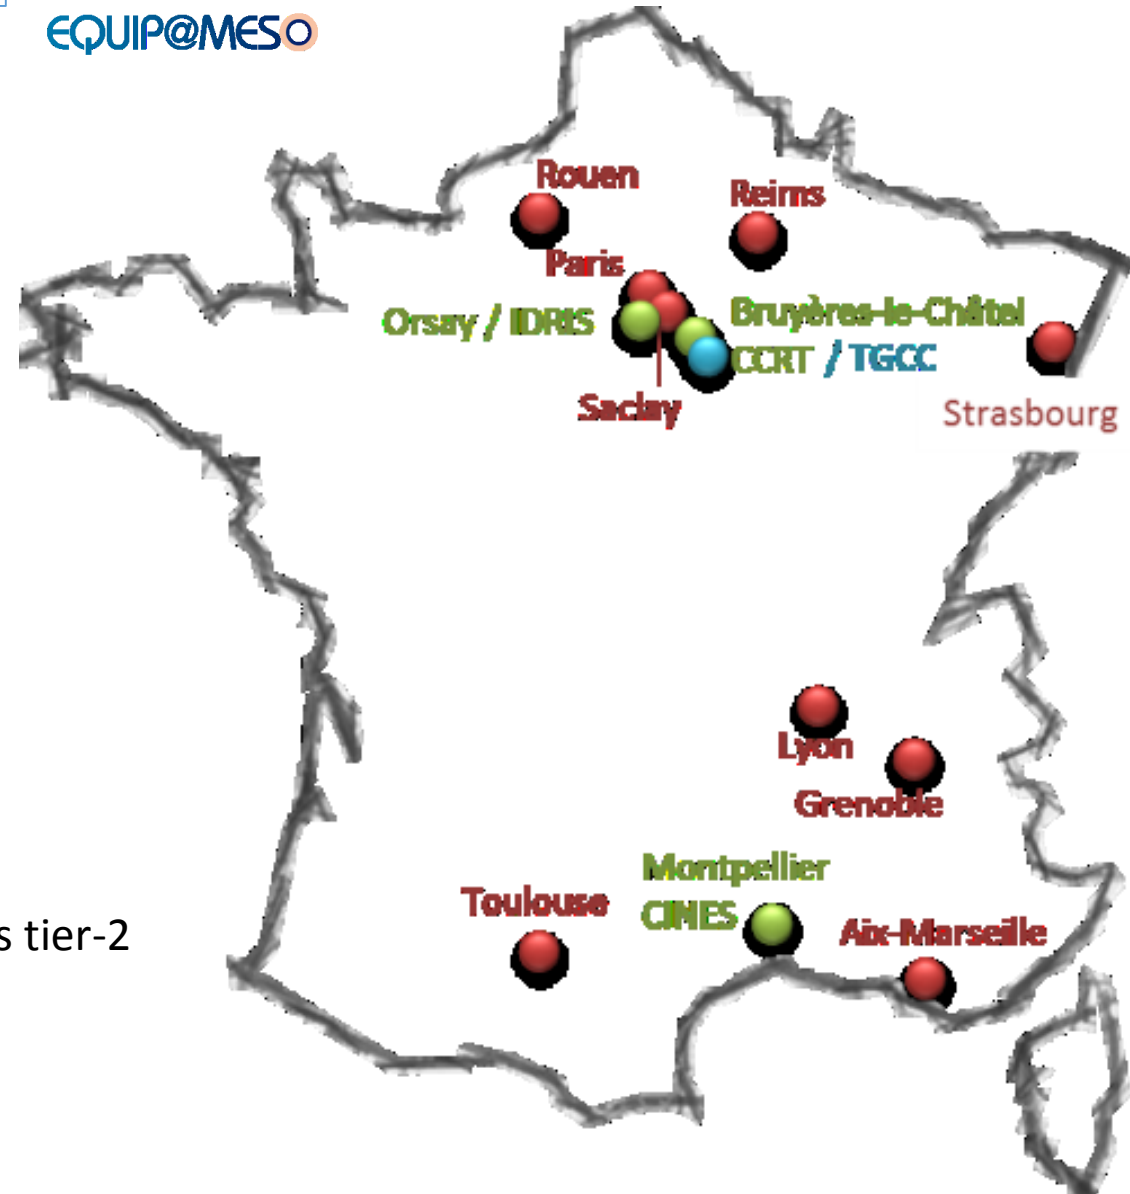 EQUIP@MESO
Rouen
Reims
Paris
Orsay / IDRIS
Bruyères-le-Châtel
CCRT / TGCC
Saclay
Strasbourg
Lyon
Grenoble
Montpellier
CINES
Toulouse
Aix-Marseille
s tier-2